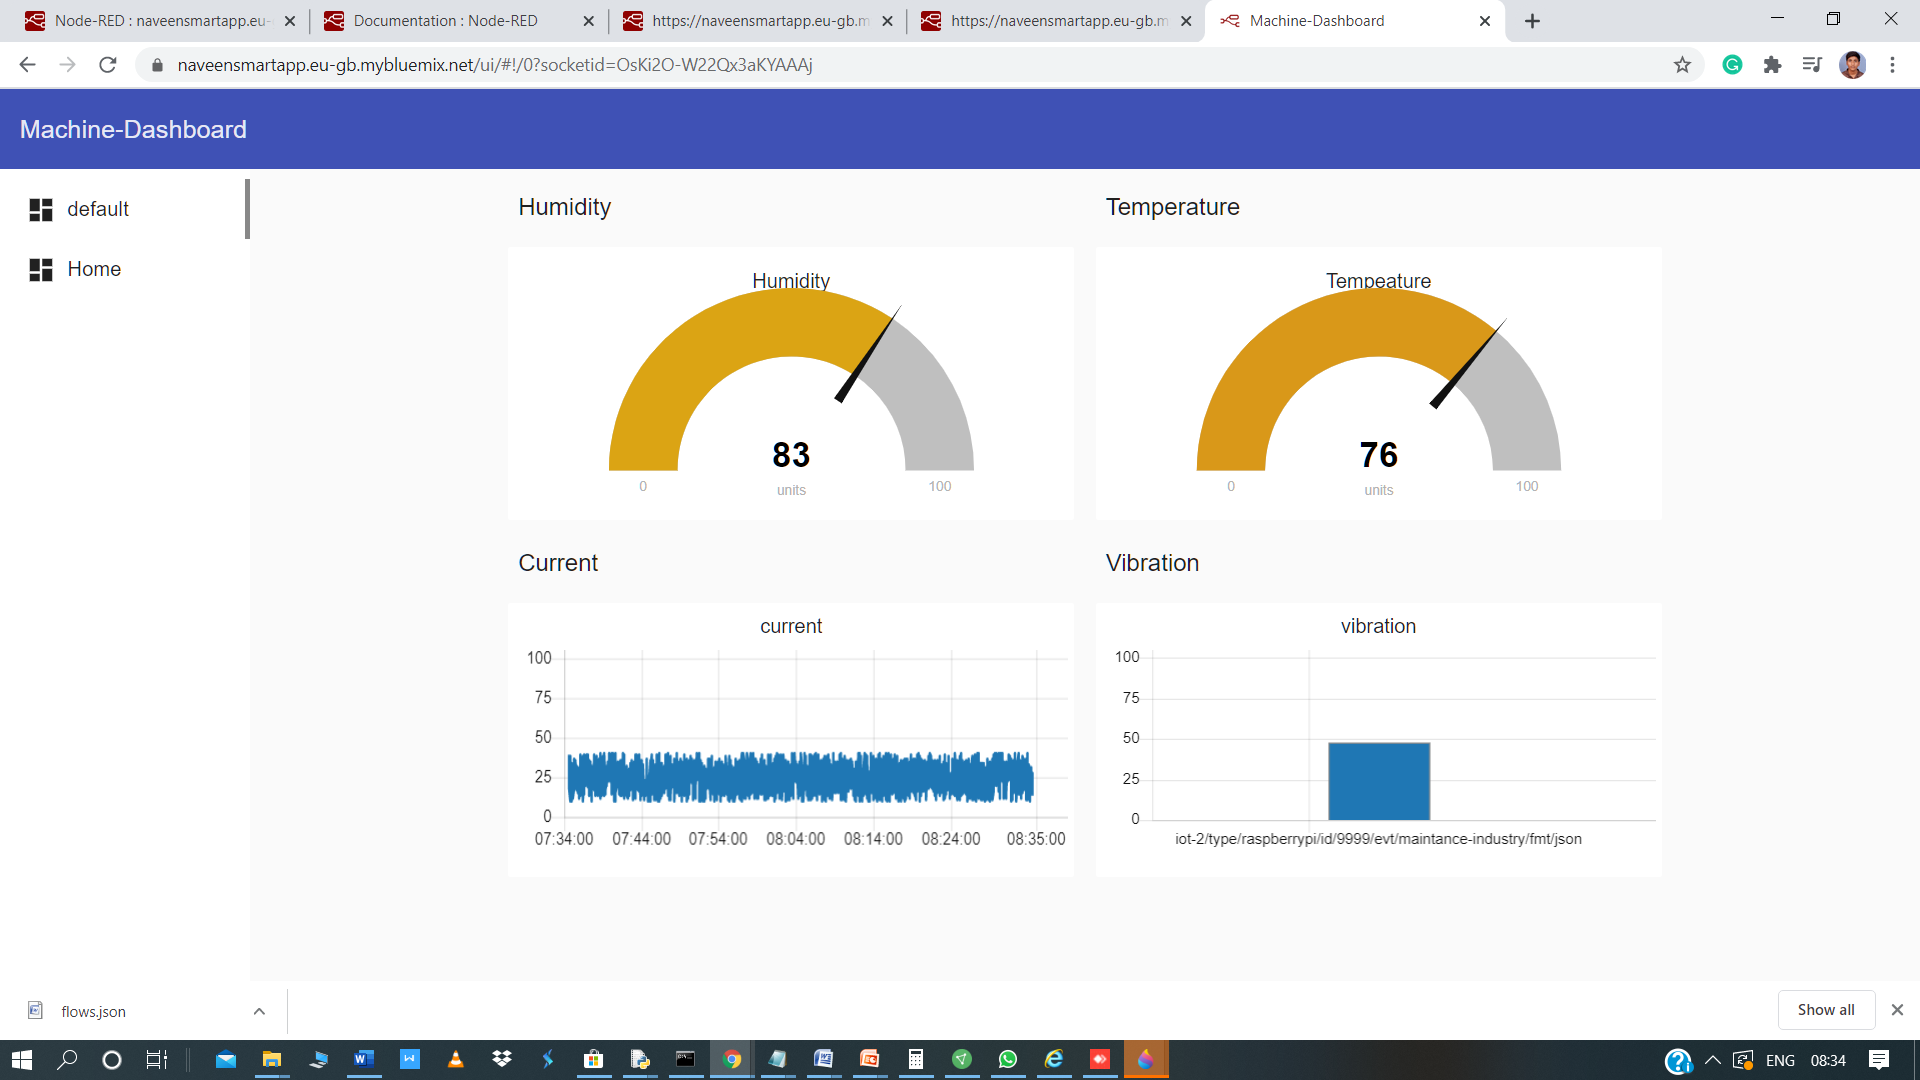 Node-RED : naveensmartapp.eu-
Documentation : Node-RED
https://naveensmartapp.eu-gb.m
https://naveensmartapp.eu-gb.m
Machine-Dashboard
naveensmartapp.eu-gb.mybluemix.net/ui/#!/0?socketid=OsKi2O-W22Qx3aKYAAAj
Machine-Dashboard
default
Home
Humidity
Humidity
83
units
0
100
Temperature
Tempeature
76
units
0
100
Current
current
100
75
50
25
0
07:34:00 07:44:00 07:54:00 08:04:00 08:14:00 08:24:00 08:35:00
Vibration
vibration
100
75
50
25
0
iot-2/type/raspberrypi/id/9999/evt/maintance-industry/fmt/json
flows.json
Show all
ENG 08:34